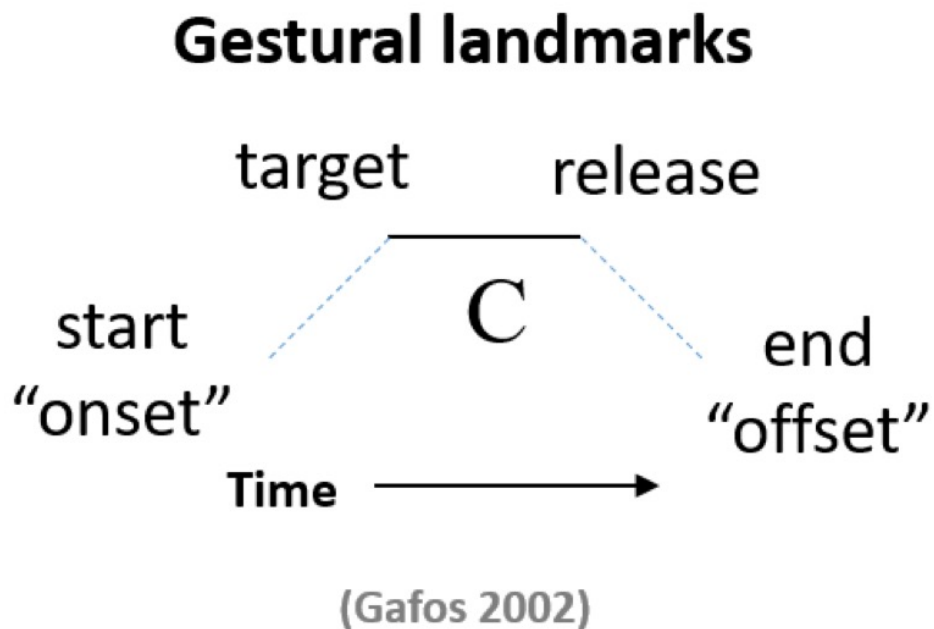 Gestural landmarks
target release
C
start
“onset”
end
“offset”
Time
(Gafos 2002)